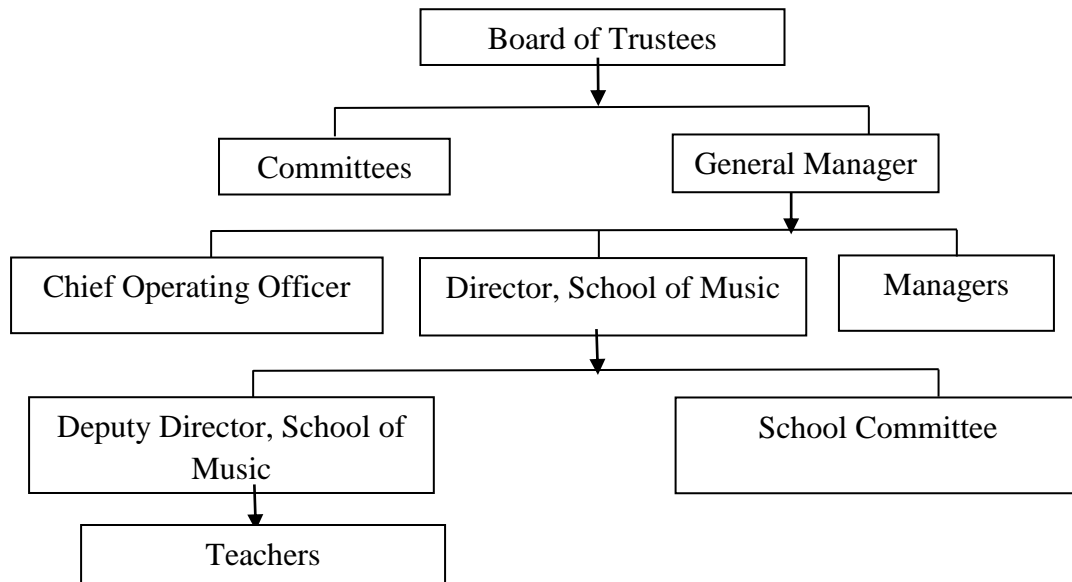 Board of Trustees
Committees
General Manager
Chief Operating Officer
Director, School of Music
Managers
Deputy Director, School of
Music
School Committee
Teachers